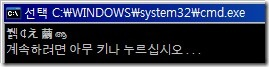 선택 C:₩WINDOWS₩system32₩cmd.exe
계속하려면 아무 키나 누르십시오 . . .